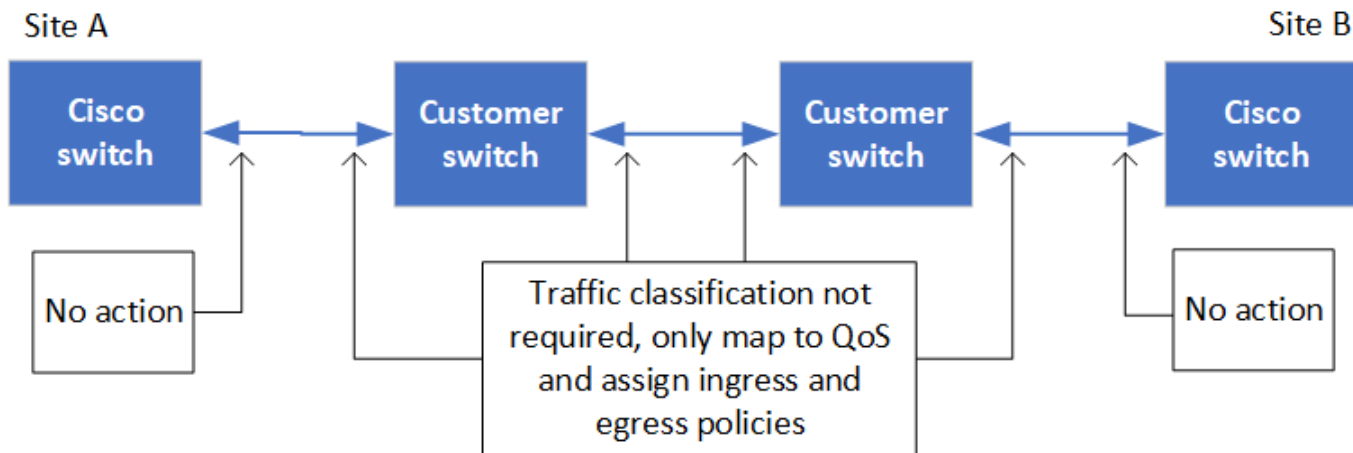 Site A
Site B
Cisco
switch
Customer
switch
Customer
switch
Cisco
switch
No action
Traffic classification not
required, only map to QoS
and assign ingress and
egress policies
No action